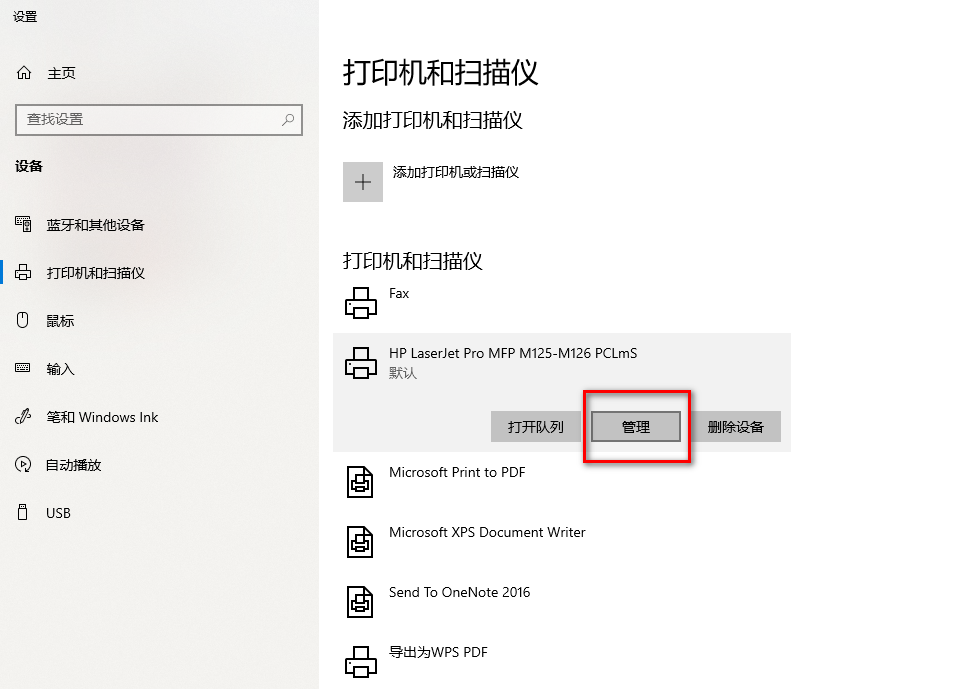 设置
主页
查找设置
设备
蓝牙和其他设备
打印机和扫描仪
鼠标
输入
笔和 Windows Ink
自动播放
USB
打印机和扫描仪
添加打印机和扫描仪
添加打印机或扫描仪
打印机和扫描仪
Fax
HP LaserJet Pro MFP M125-M126 PCLmS
默认
打开队列 管理 删除设备
Microsoft Print to PDF
Microsoft XPS Document Writer
Send To OneNote 2016
导出为WPS PDF